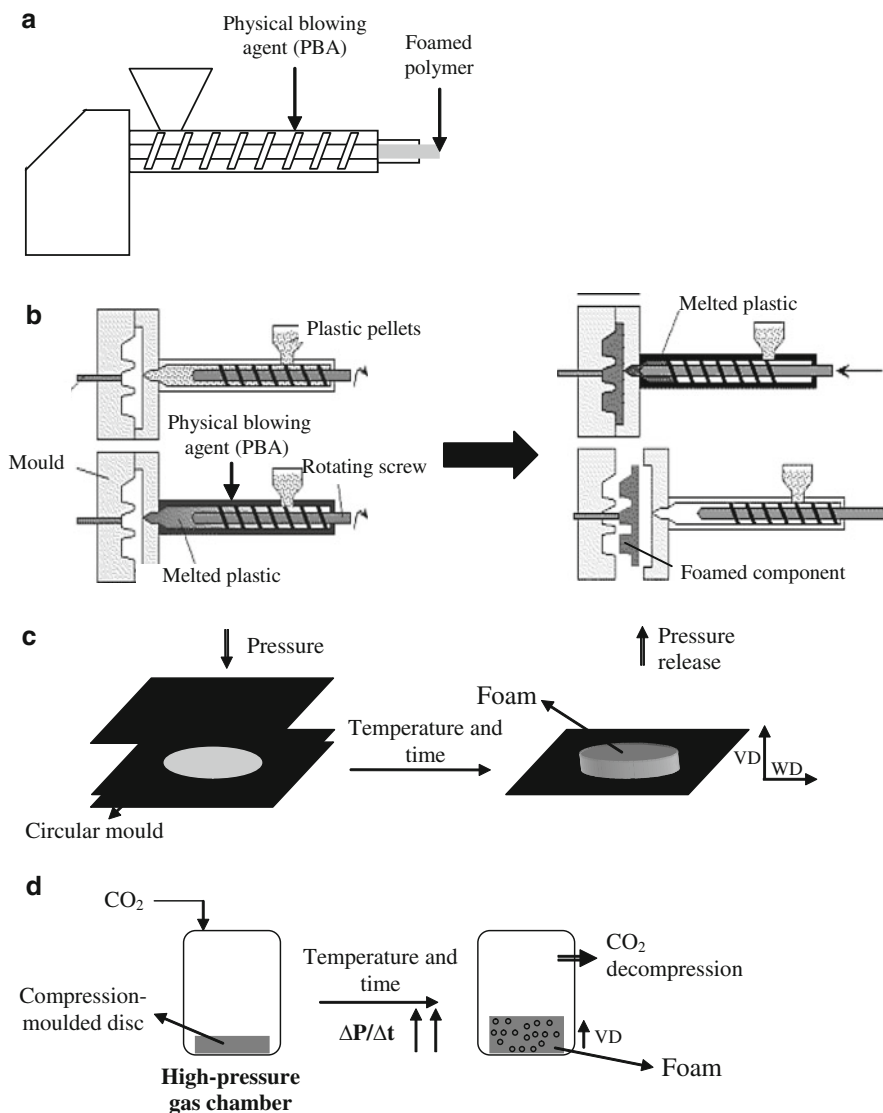 a
Physical blowing
agent (PBA)
Foamed
polymer
b
Plastic pellets
Physical blowing
agent (PBA)
Mould
Rotating screw
Melted plastic
Melted plastic
Foamed component
c
Pressure
Pressure
release
Foam
Temperature and
time
VD
WD
Circular mould
d
CO₂
Temperature and
time
CO₂
decompression
Compression-
moulded disc
ΔP/Δt
VD
Foam
High-pressure
gas chamber